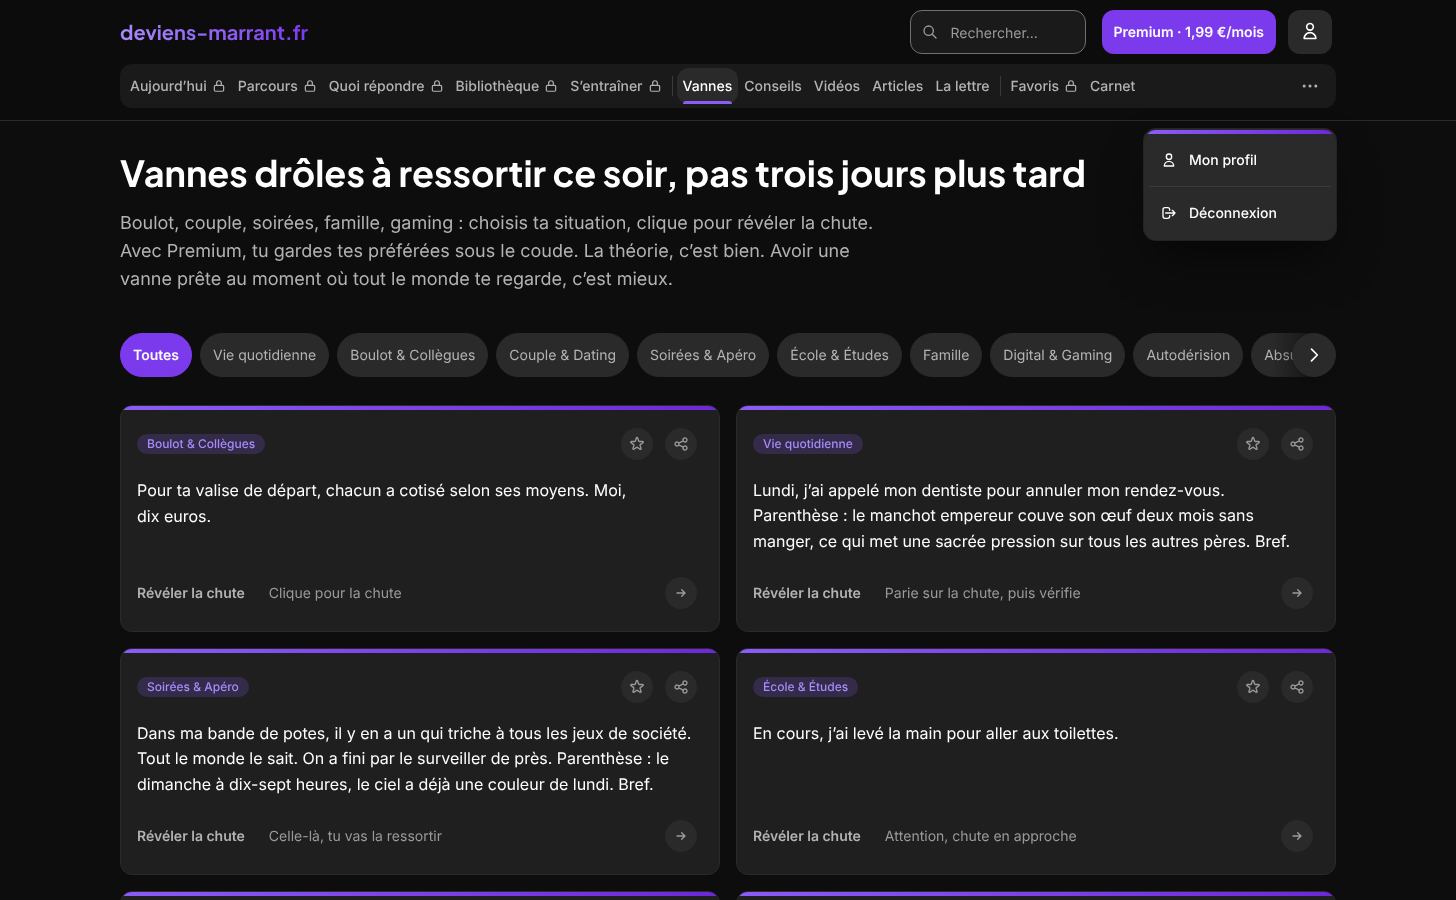 deviens-marrant.fr
Rechercher...
Premium · 1,99 €/mois
Aujourd’hui
Parcours
Quoi répondre
Bibliothèque
S’entraîner
Vannes
Conseils
Vidéos
Articles
La lettre
Favoris
Carnet
Mon profil
Déconnexion
Vannes drôles à ressortir ce soir, pas trois jours plus tard
Boulot, couple, soirées, famille, gaming : choisis ta situation, clique pour révéler la chute.
Avec Premium, tu gardes tes préférées sous le coude. La théorie, c’est bien. Avoir une
vanne prête au moment où tout le monde te regarde, c’est mieux.
Toutes
Vie quotidienne
Boulot & Collègues
Couple & Dating
Soirées & Apéro
École & Études
Famille
Digital & Gaming
Autodérision
Boulot & Collègues
Pour ta valise de départ, chacun a cotisé selon ses moyens. Moi,
dix euros.
Révéler la chute
Clique pour la chute
Vie quotidienne
Lundi, j’ai appelé mon dentiste pour annuler mon rendez-vous.
Parenthèse : le manchot empereur couve son œuf deux mois sans
manger, ce qui met une sacrée pression sur tous les autres pères. Bref.
Révéler la chute
Parie sur la chute, puis vérifie
Soirées & Apéro
Dans ma bande de potes, il y en a un qui triche à tous les jeux de société.
Tout le monde le sait. On a fini par le surveiller de près. Parenthèse : le
dimanche à dix-sept heures, le ciel a déjà une couleur de lundi. Bref.
Révéler la chute
Celle-là, tu vas la ressortir
École & Études
En cours, j’ai levé la main pour aller aux toilettes.
Révéler la chute
Attention, chute en approche